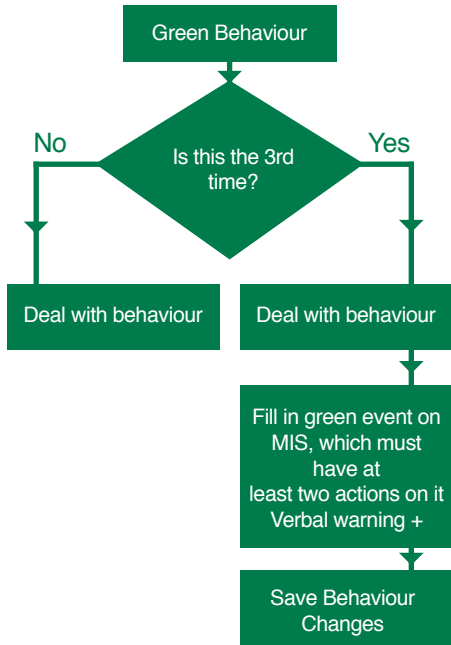 Green Behaviour
Is this the 3rd
time?
No
Yes
Deal with behaviour
Deal with behaviour
Fill in green event on
MIS, which must
have at
least two actions on it
Verbal warning +
Save Behaviour
Changes